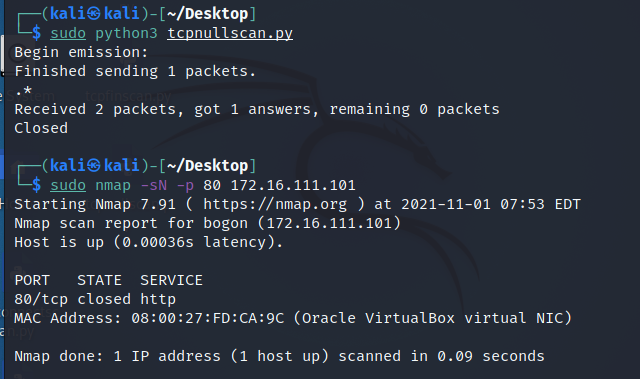 ┌──(kali㉿kali)-[~/Desktop]
└─$ sudo python3 tcpnullscan.py
Begin emission:
Finished sending 1 packets.
.*
Received 2 packets, got 1 answers, remaining 0 packets
Closed
┌──(kali㉿kali)-[~/Desktop]
└─$ sudo nmap -sN -p 80 172.16.111.101
Starting Nmap 7.91 ( https://nmap.org ) at 2021-11-01 07:53 EDT
Nmap scan report for bogon (172.16.111.101)
Host is up (0.00036s latency).
PORT   STATE  SERVICE
80/tcp closed http
MAC Address: 08:00:27:FD:CA:9C (Oracle VirtualBox virtual NIC)
Nmap done: 1 IP address (1 host up) scanned in 0.09 seconds